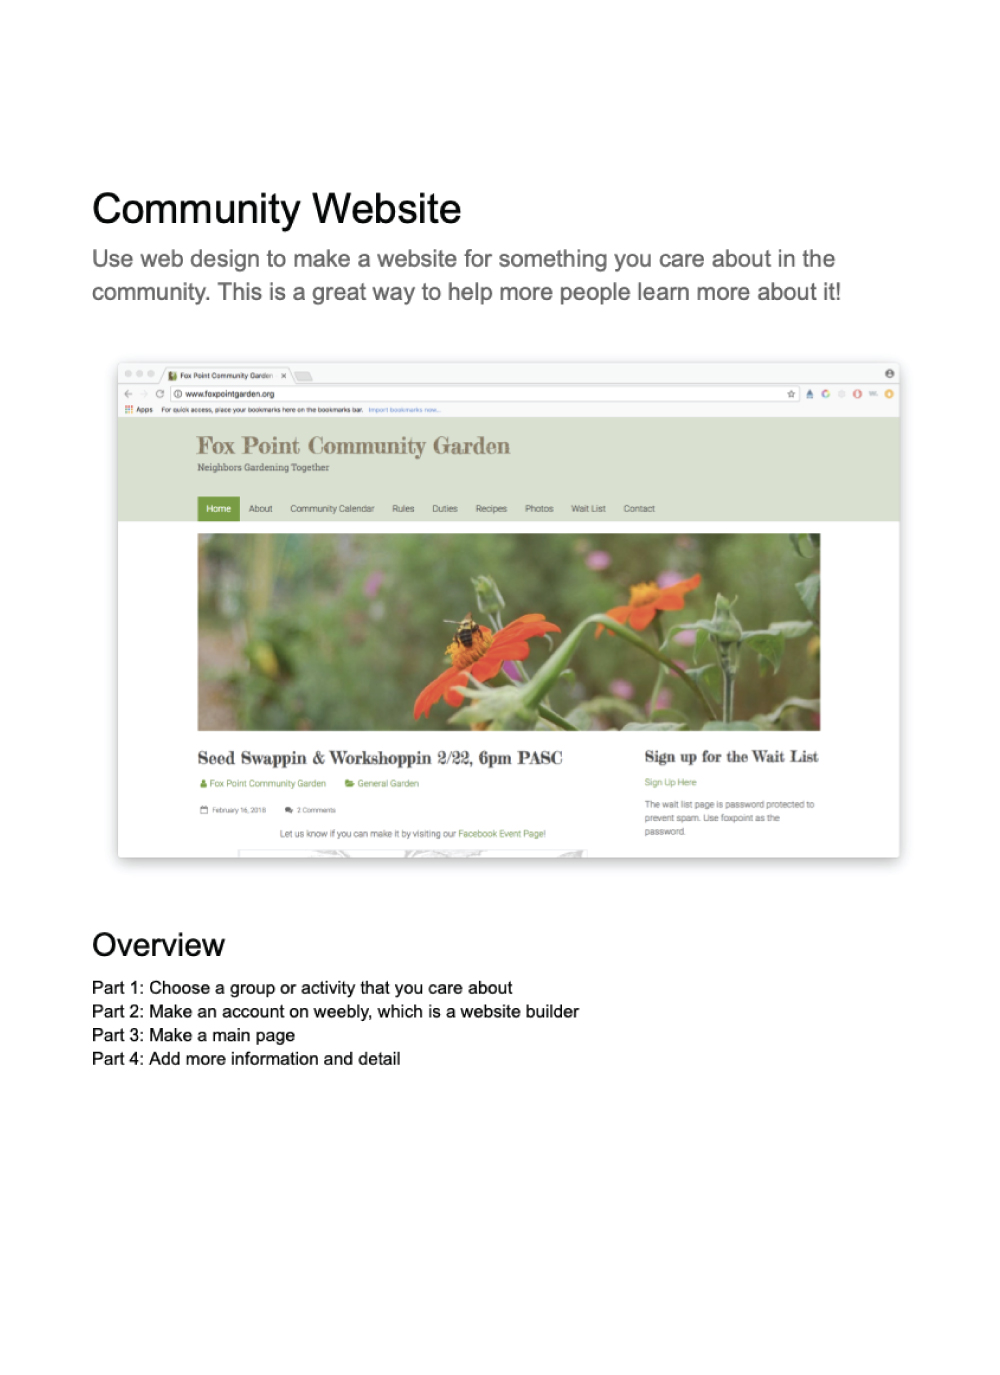 Community Website
Use web design to make a website for something you care about in the
community. This is a great way to help more people learn more about it!
Fox Point Community Garden
www.foxpointgarden.org
Apps For quick access, place your bookmarks here on the bookmarks bar. Import bookmarks now...
Fox Point Community Garden
Neighbors Gardening Together
Home About Community Calendar Rules Duties Recipes Photos Wait List Contact
Seed Swappin & Workshoppin 2/22, 6pm PASC
Fox Point Community Garden General Garden
February 16, 2018 2 Comments
Let us know if you can make it by visiting our Facebook Event Page!
Sign up for the Wait List
Sign Up Here
The wait list page is password protected to
prevent spam. Use foxpoint as the
password.
Overview
Part 1: Choose a group or activity that you care about
Part 2: Make an account on weebly, which is a website builder
Part 3: Make a main page
Part 4: Add more information and detail